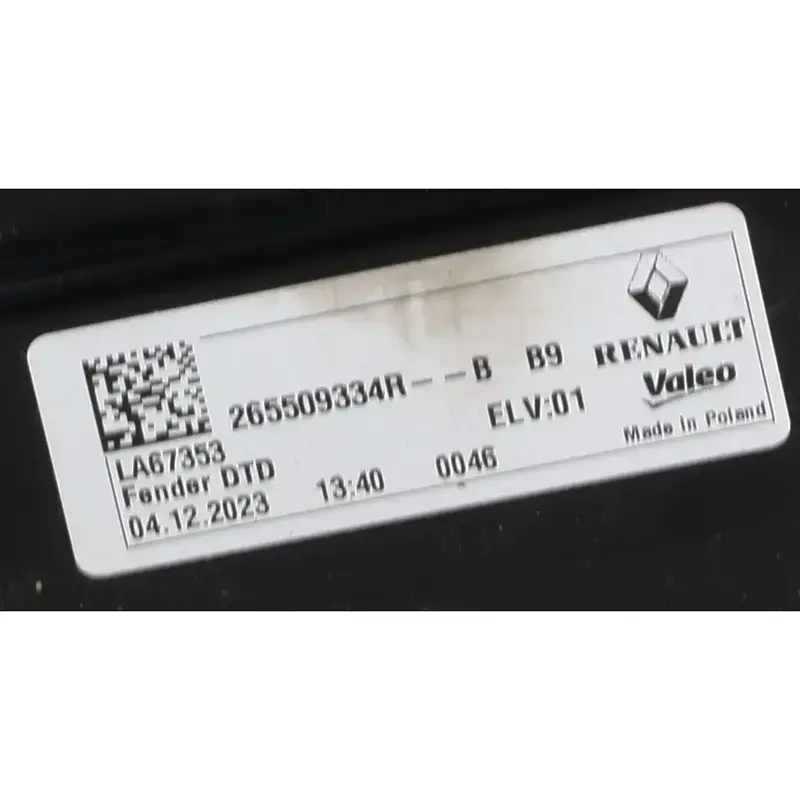 265509334R--B B9
RENAULT
ELV:01
Valeo
Made in Poland
LA67353
Fender DTD
04.12.2023 13:40 0046